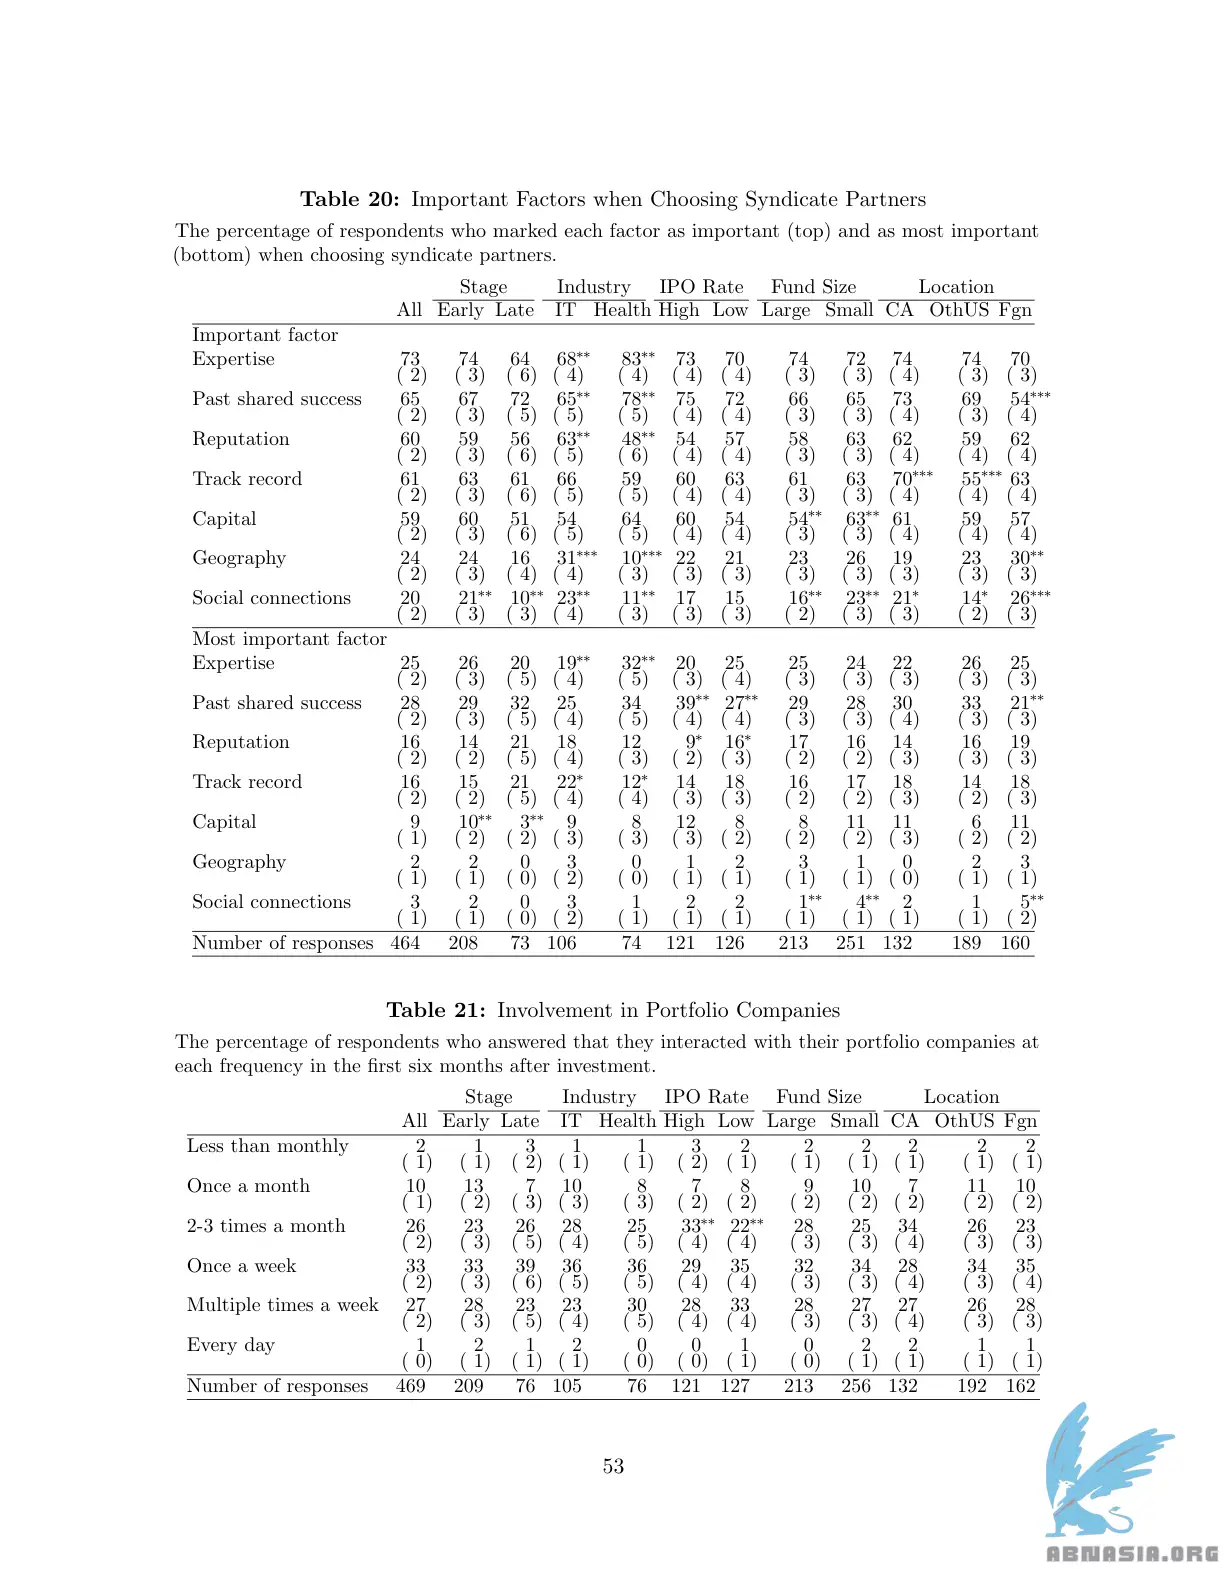 Table 20: Important Factors when Choosing Syndicate Partners
The percentage of respondents who marked each factor as important (top) and as most important
(bottom) when choosing syndicate partners.
Stage Industry IPO Rate Fund Size Location
All Early Late IT Health High Low Large Small CA OthUS Fgn
Important factor
Expertise 73 74 64 68** 83** 73 70 74 72 74 74 70
( 2) ( 3) ( 6) ( 4) ( 4) ( 4) ( 4) ( 3) ( 3) ( 4) ( 3) ( 3)
Past shared success 65 67 72 65** 78** 75 72 66 65 73 69 54***
( 2) ( 3) ( 5) ( 5) ( 5) ( 4) ( 4) ( 3) ( 3) ( 4) ( 3) ( 4)
Reputation 60 59 56 63** 48** 54 57 58 63 62 59 62
( 2) ( 3) ( 6) ( 5) ( 6) ( 4) ( 4) ( 3) ( 3) ( 4) ( 4) ( 4)
Track record 61 63 61 66 59 60 63 61 63 70*** 55*** 63
( 2) ( 3) ( 6) ( 5) ( 5) ( 4) ( 4) ( 3) ( 3) ( 4) ( 4) ( 4)
Capital 59 60 51 54 64 60 54 54** 63** 61 59 57
( 2) ( 3) ( 6) ( 5) ( 5) ( 4) ( 4) ( 3) ( 3) ( 4) ( 4) ( 4)
Geography 24 24 16 31*** 10*** 22 21 23 26 19 23 30**
( 2) ( 3) ( 4) ( 4) ( 3) ( 3) ( 3) ( 3) ( 3) ( 3) ( 3) ( 3)
Social connections 20 21** 10** 23** 11** 17 15 16** 23** 21* 14* 26***
( 2) ( 3) ( 3) ( 4) ( 3) ( 3) ( 3) ( 2) ( 3) ( 3) ( 2) ( 3)
Most important factor
Expertise 25 26 20 19** 32** 20 25 25 24 22 26 25
( 2) ( 3) ( 5) ( 4) ( 5) ( 3) ( 4) ( 3) ( 3) ( 3) ( 3) ( 3)
Past shared success 28 29 32 25 34 39** 27** 29 28 30 33 21**
( 2) ( 3) ( 5) ( 4) ( 5) ( 4) ( 4) ( 3) ( 3) ( 4) ( 3) ( 3)
Reputation 16 14 21 18 12 9* 16* 17 16 14 16 19
( 2) ( 2) ( 5) ( 4) ( 3) ( 2) ( 3) ( 2) ( 2) ( 3) ( 3) ( 3)
Track record 16 15 21 22* 12* 14 18 16 17 18 14 18
( 2) ( 2) ( 5) ( 4) ( 4) ( 3) ( 3) ( 2) ( 2) ( 3) ( 2) ( 3)
Capital 9 10** 3** 9 8 12 8 8 11 11 6 11
( 1) ( 2) ( 2) ( 3) ( 3) ( 3) ( 2) ( 2) ( 2) ( 3) ( 2) ( 2)
Geography 2 2 0 3 0 1 2 3 1 0 2 3
( 1) ( 1) ( 0) ( 2) ( 0) ( 1) ( 1) ( 1) ( 1) ( 0) ( 1) ( 1)
Social connections 3 2 0 3 1 2 2 1** 4** 2 1 5**
( 1) ( 1) ( 0) ( 2) ( 1) ( 1) ( 1) ( 1) ( 1) ( 1) ( 1) ( 2)
Number of responses 464 208 73 106 74 121 126 213 251 132 189 160
Table 21: Involvement in Portfolio Companies
The percentage of respondents who answered that they interacted with their portfolio companies at
each frequency in the first six months after investment.
Stage Industry IPO Rate Fund Size Location
All Early Late IT Health High Low Large Small CA OthUS Fgn
Less than monthly 2 1 3 1 1 3 2 2 2 2 2 2
( 1) ( 1) ( 2) ( 1) ( 1) ( 2) ( 1) ( 1) ( 1) ( 1) ( 1) ( 1)
Once a month 10 13 7 10 8 7 8 9 10 7 11 10
( 1) ( 2) ( 3) ( 3) ( 3) ( 2) ( 2) ( 2) ( 2) ( 2) ( 2) ( 2)
2-3 times a month 26 23 26 28 25 33** 22** 28 25 34 26 23
( 2) ( 3) ( 5) ( 4) ( 5) ( 4) ( 4) ( 3) ( 3) ( 4) ( 3) ( 3)
Once a week 33 33 39 36 36 29 35 32 34 28 34 35
( 2) ( 3) ( 6) ( 5) ( 5) ( 4) ( 4) ( 3) ( 3) ( 4) ( 3) ( 4)
Multiple times a week 27 28 23 23 30 28 33 28 27 27 26 28
( 2) ( 3) ( 5) ( 4) ( 5) ( 4) ( 4) ( 3) ( 3) ( 4) ( 3) ( 3)
Every day 1 2 1 2 0 0 1 0 2 2 1 1
( 0) ( 1) ( 1) ( 1) ( 0) ( 0) ( 1) ( 0) ( 1) ( 1) ( 1) ( 1)
Number of responses 469 209 76 105 76 121 127 213 256 132 192 162
53
ABNASIA.ORG